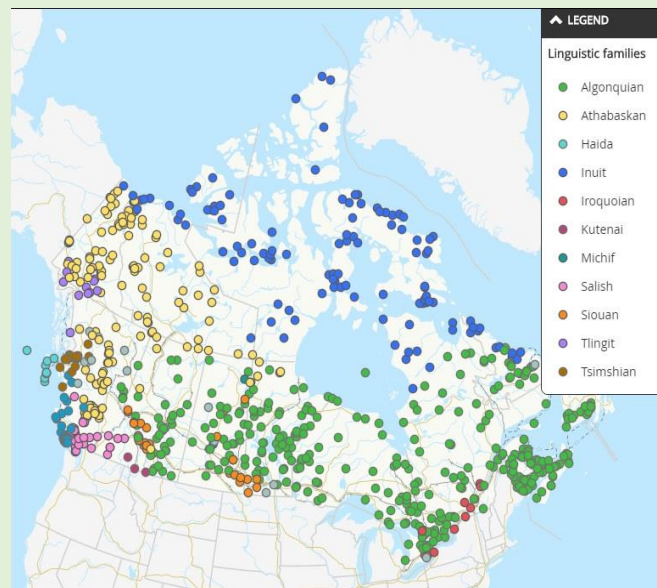 LEGEND
Linguistic families
Algonquian
Athabaskan
Haida
Inuit
Iroquoian
Kutenai
Michif
Salish
Siouan
Tlingit
Tsimshian